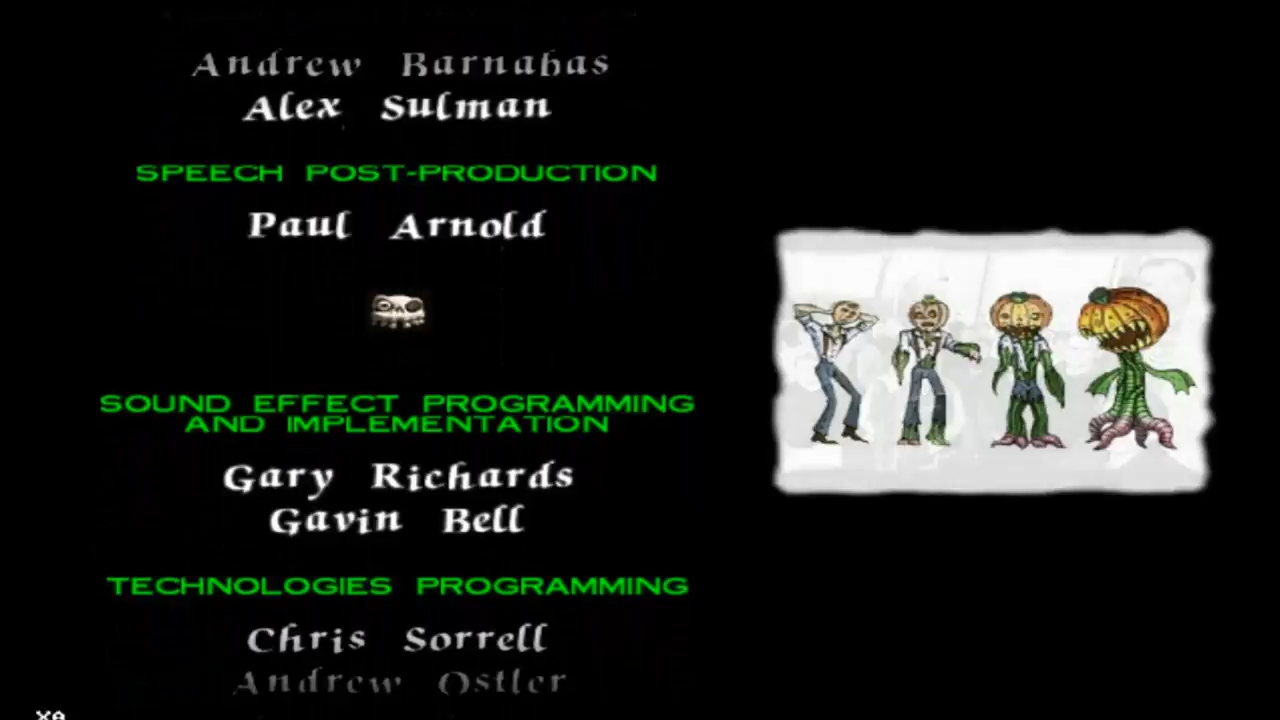 Andrew Barnabas
Alex Sulman
SPEECH POST-PRODUCTION
Paul Arnold
SOUND EFFECT PROGRAMMING
AND IMPLEMENTATION
Gary Richards
Gavin Bell
TECHNOLOGIES PROGRAMMING
Chris Sorrell
Andrew Ostler
XA